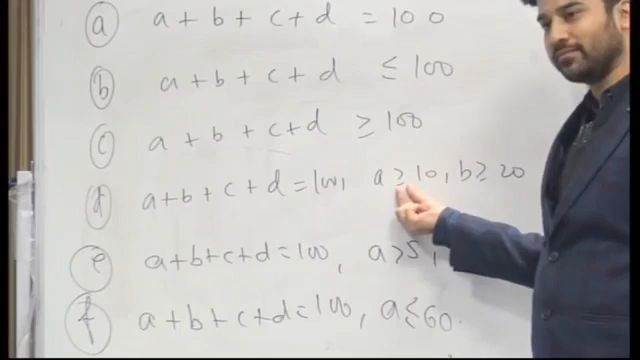 (a) a + b + c + d = 100
(b) a + b + c + d ≤ 100
(c) a + b + c + d ≥ 100
(d) a + b + c + d = 100, a ≥ 10, b ≥ 20
(e) a + b + c + d = 100, a > 5,
(f) a + b + c + d = 100, a ≤ 60.